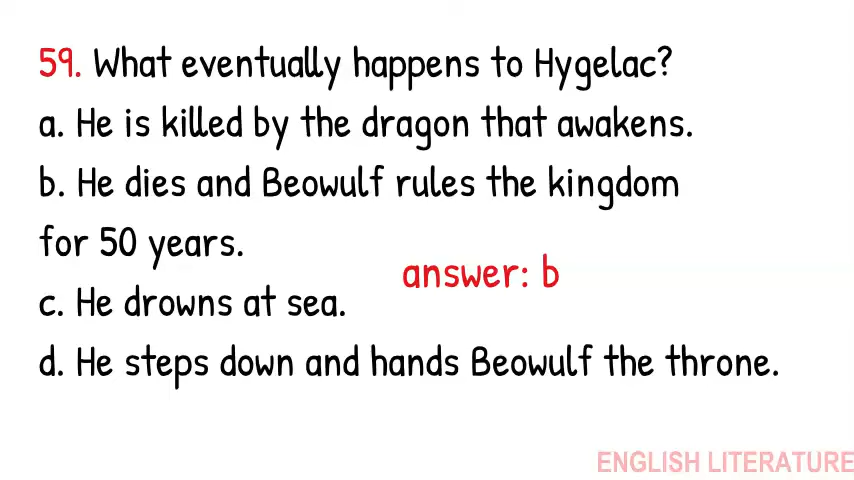 59. What eventually happens to Hygelac?
a. He is killed by the dragon that awakens.
b. He dies and Beowulf rules the kingdom
for 50 years.
answer: b
c. He drowns at sea.
d. He steps down and hands Beowulf the throne.
ENGLISH LITERATURE